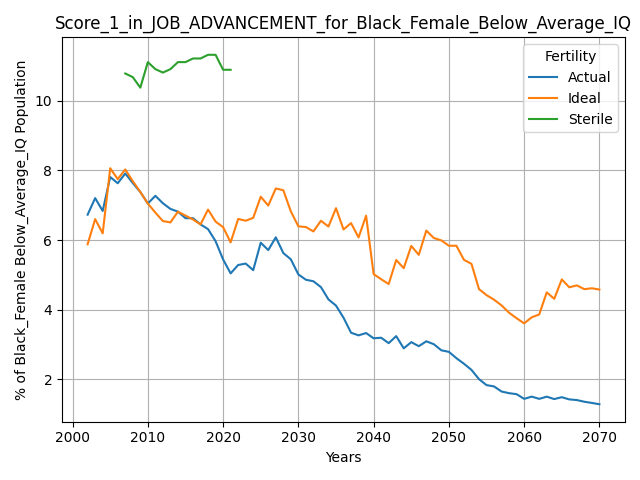 Score_1_in_JOB_ADVANCEMENT_for_Black_Female_Below_Average_IQ
% of Black_Female Below_Average_IQ Population
10
8
6
4
2
Fertility
Actual
Ideal
Sterile
2000 2010 2020 2030 2040 2050 2060 2070
Years